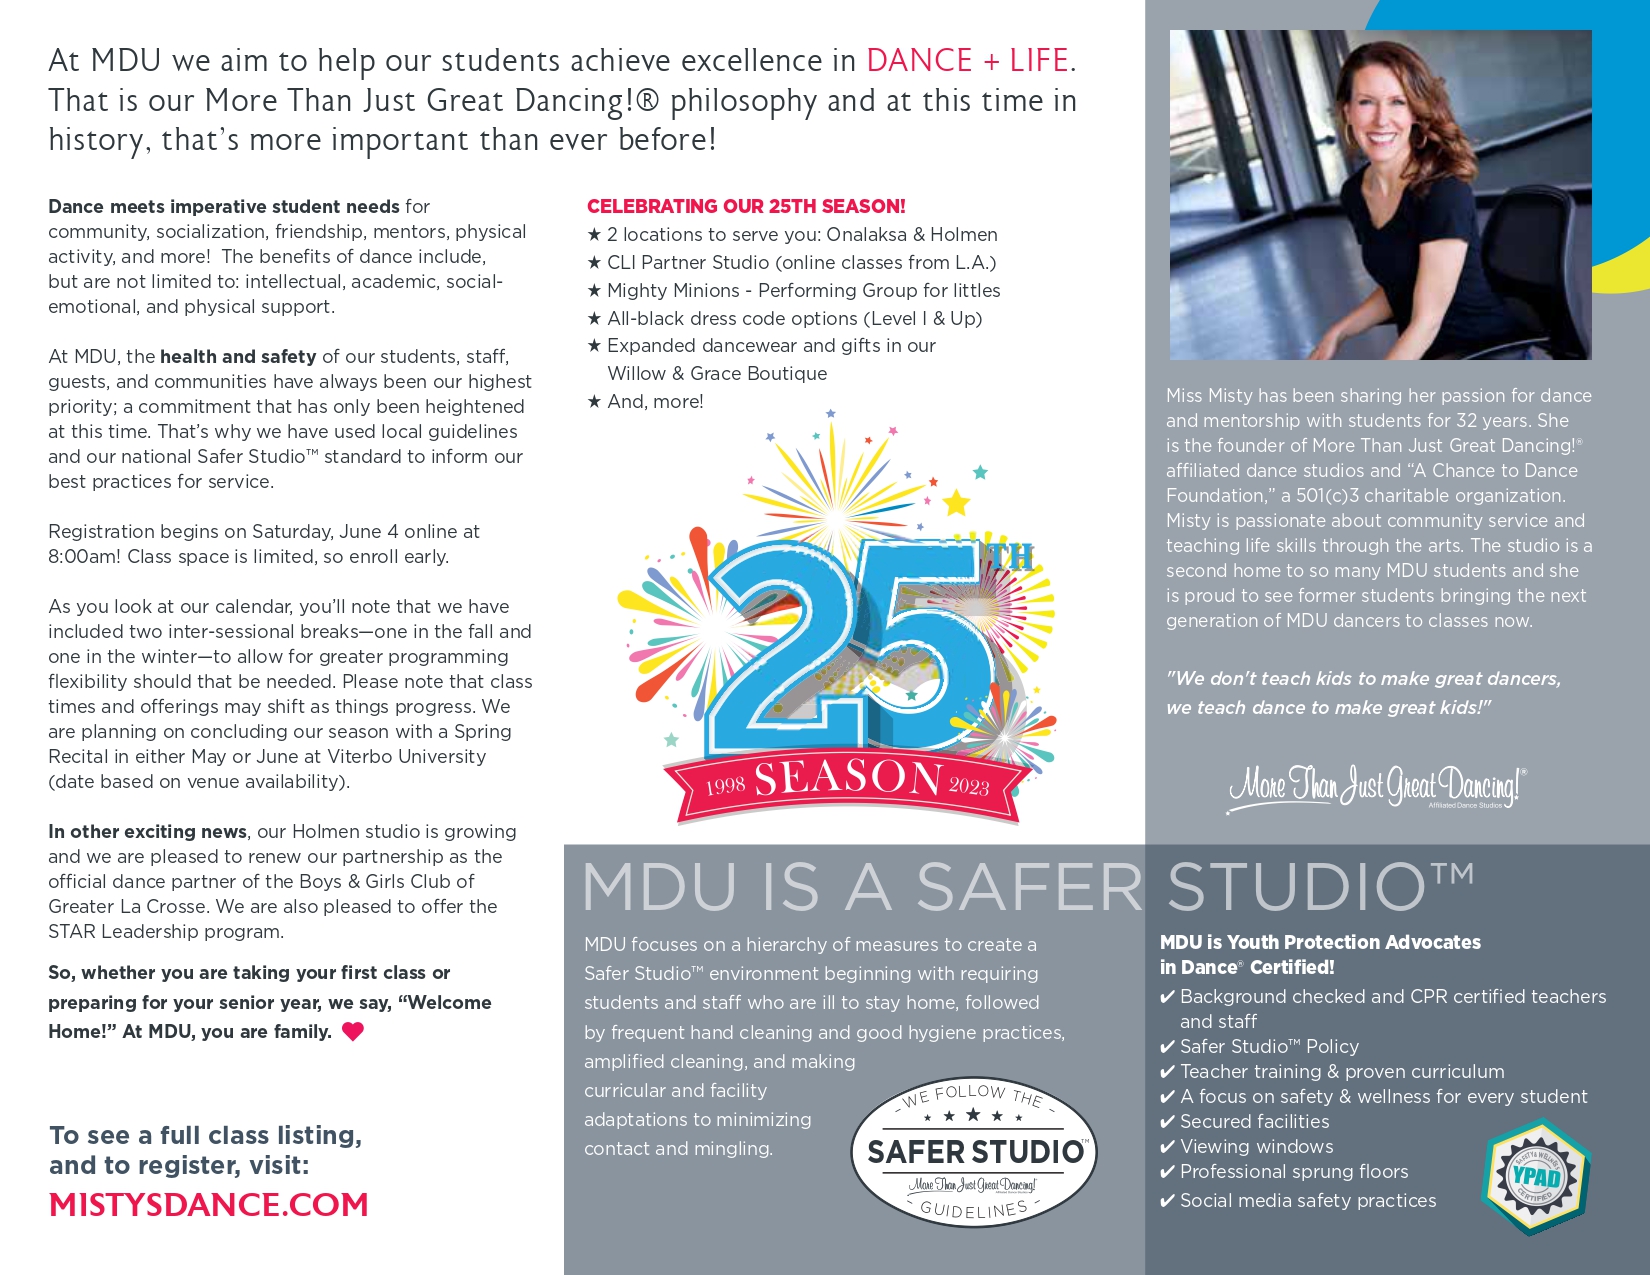 At MDU we aim to help our students achieve excellence in DANCE + LIFE.
That is our More Than Just Great Dancing!® philosophy and at this time in
history, that's more important than ever before!
Dance meets imperative student needs for
community, socialization, friendship, mentors, physical
activity, and more!  The benefits of dance include,
but are not limited to: intellectual, academic, social-
emotional, and physical support.
At MDU, the health and safety of our students, staff,
guests, and communities have always been our highest
priority; a commitment that has only been heightened
at this time. That's why we have used local guidelines
and our national Safer Studio™ standard to inform our
best practices for service.
Registration begins on Saturday, June 4 online at
8:00am! Class space is limited, so enroll early.
As you look at our calendar, you'll note that we have
included two inter-sessional breaks—one in the fall and
one in the winter—to allow for greater programming
flexibility should that be needed. Please note that class
times and offerings may shift as things progress. We
are planning on concluding our season with a Spring
Recital in either May or June at Viterbo University
(date based on venue availability).
In other exciting news, our Holmen studio is growing
and we are pleased to renew our partnership as the
official dance partner of the Boys & Girls Club of
Greater La Crosse. We are also pleased to offer the
STAR Leadership program.
So, whether you are taking your first class or
preparing for your senior year, we say, "Welcome
Home!" At MDU, you are family. ♥
To see a full class listing,
and to register, visit:
MISTYSDANCE.COM
CELEBRATING OUR 25TH SEASON!
★ 2 locations to serve you: Onalaksa & Holmen
★ CLI Partner Studio (online classes from L.A.)
★ Mighty Minions - Performing Group for littles
★ All-black dress code options (Level I & Up)
★ Expanded dancewear and gifts in our
Willow & Grace Boutique
★ And, more!
25TH
1998 SEASON 2023
Miss Misty has been sharing her passion for dance
and mentorship with students for 32 years. She
is the founder of More Than Just Great Dancing!®
affiliated dance studios and "A Chance to Dance
Foundation," a 501(c)3 charitable organization.
Misty is passionate about community service and
teaching life skills through the arts. The studio is a
second home to so many MDU students and she
is proud to see former students bringing the next
generation of MDU dancers to classes now.
"We don't teach kids to make great dancers,
we teach dance to make great kids!"
More Than Just Great Dancing!®
Affiliated Dance Studios
MDU IS A SAFER STUDIO™
MDU focuses on a hierarchy of measures to create a
Safer Studio™ environment beginning with requiring
students and staff who are ill to stay home, followed
by frequent hand cleaning and good hygiene practices,
amplified cleaning, and making
curricular and facility
adaptations to minimizing
contact and mingling.
– WE FOLLOW THE –
SAFER STUDIO™
More Than Just Great Dancing!
Affiliated Dance Studios
– GUIDELINES –
MDU is Youth Protection Advocates
in Dance® Certified!
✔ Background checked and CPR certified teachers
and staff
✔ Safer Studio™ Policy
✔ Teacher training & proven curriculum
✔ A focus on safety & wellness for every student
✔ Secured facilities
✔ Viewing windows
✔ Professional sprung floors
✔ Social media safety practices
SAFETY & WELLNESS
YPAD
CERTIFIED